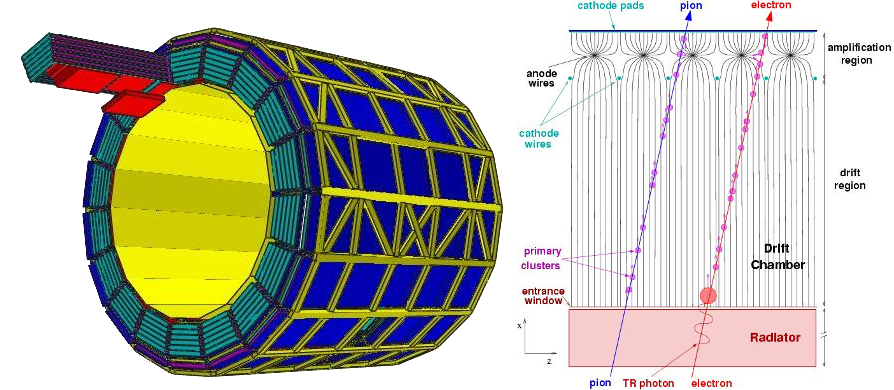 cathode pads
pion
electron
amplification
region
anode
wires
cathode
wires
drift
region
primary
clusters
Drift
Chamber
entrance
window
x
z
Radiator
pion
TR photon
electron